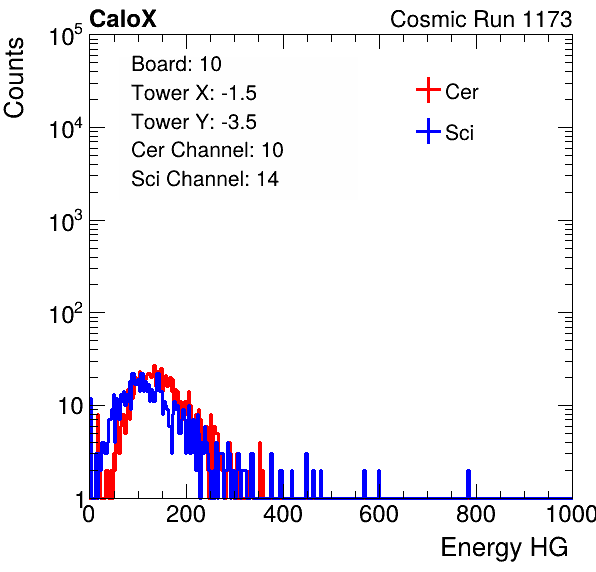 CaloX
Cosmic Run 1173
Counts
10^5
10^4
10^3
10^2
10
1
Board: 10
Tower X: -1.5
Tower Y: -3.5
Cer Channel: 10
Sci Channel: 14
Cer
Sci
0 200 400 600 800 1000
Energy HG